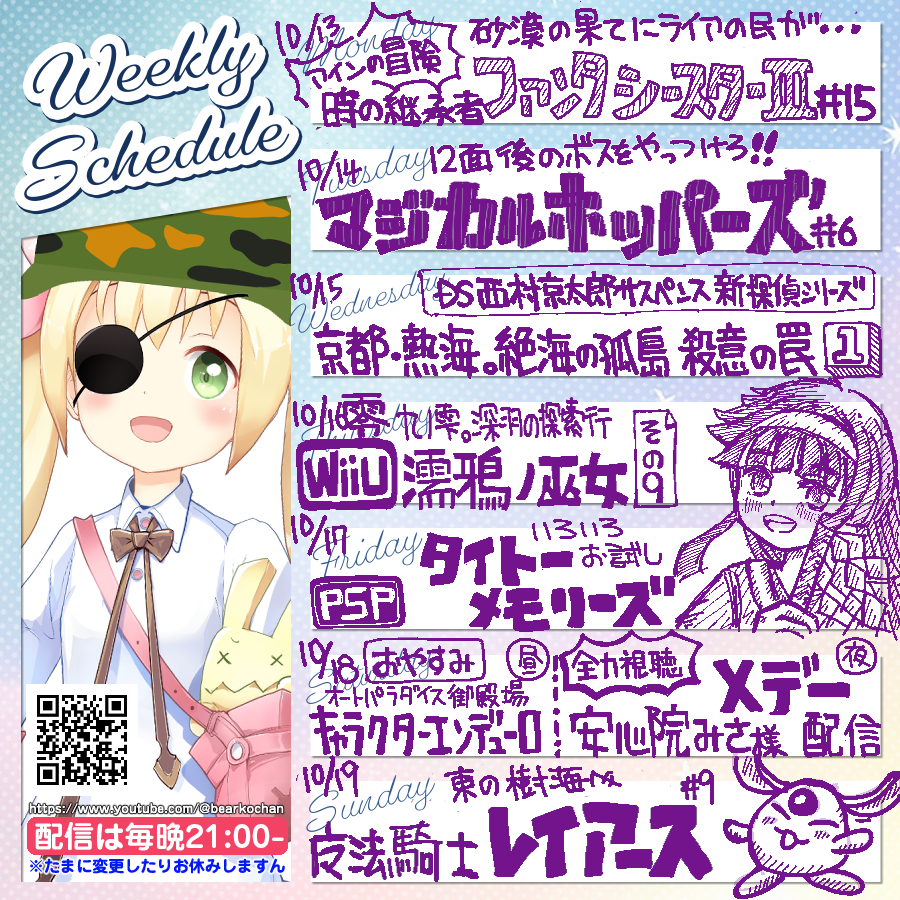 Weekly
Schedule
10/13
Monday
砂漠の果てにライアの民が・・・
アインの冒険
時の継承者
ファンタシースターIII #15
10/14
Tuesday
12面後のボスをやっつけろ!!
マジカルホッパーズ #6
10/15
Wednesday
DS西村京太郎サスペンス 新探偵シリーズ
京都・熱海。絶海の孤島 殺意の罠 1
10/16
Thursday
零
深羽の探索行
その9
WiiU
濡鴉ノ巫女
10/17
Friday
いろいろ
お試し
タイトー
メモリーズ
PSP
10/18
Saturday
おやすみ
昼
オートパラダイス御殿場
キャラクターエンデューロ
全力視聴
メデー
夜
安心院みさ様 配信
10/19
Sunday
東の樹海へ
#9
魔法騎士レイアース
https://www.youtube.com/@bearkochan
配信は毎晩21:00-
※たまに変更したりお休みします